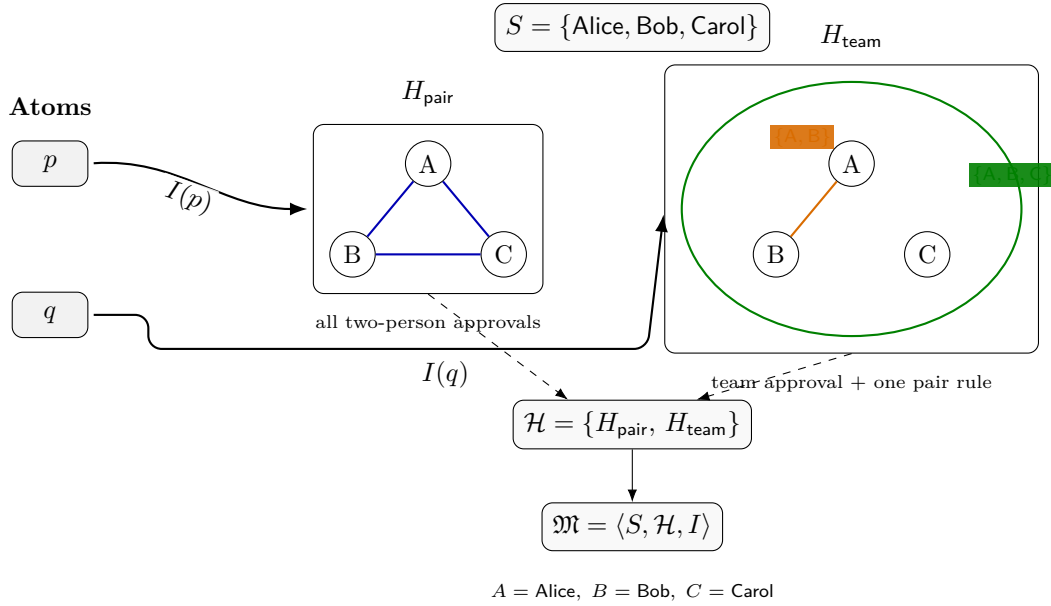 S = {Alice, Bob, Carol}
H_team
H_pair
Atoms
p
I(p)
A
B
C
{A, B}
A
{A, B, C}
B
C
q
all two-person approvals
I(q)
team approval + one pair rule
ℋ = {H_pair, H_team}
𝔐 = ⟨S, ℋ, I⟩
A = Alice, B = Bob, C = Carol